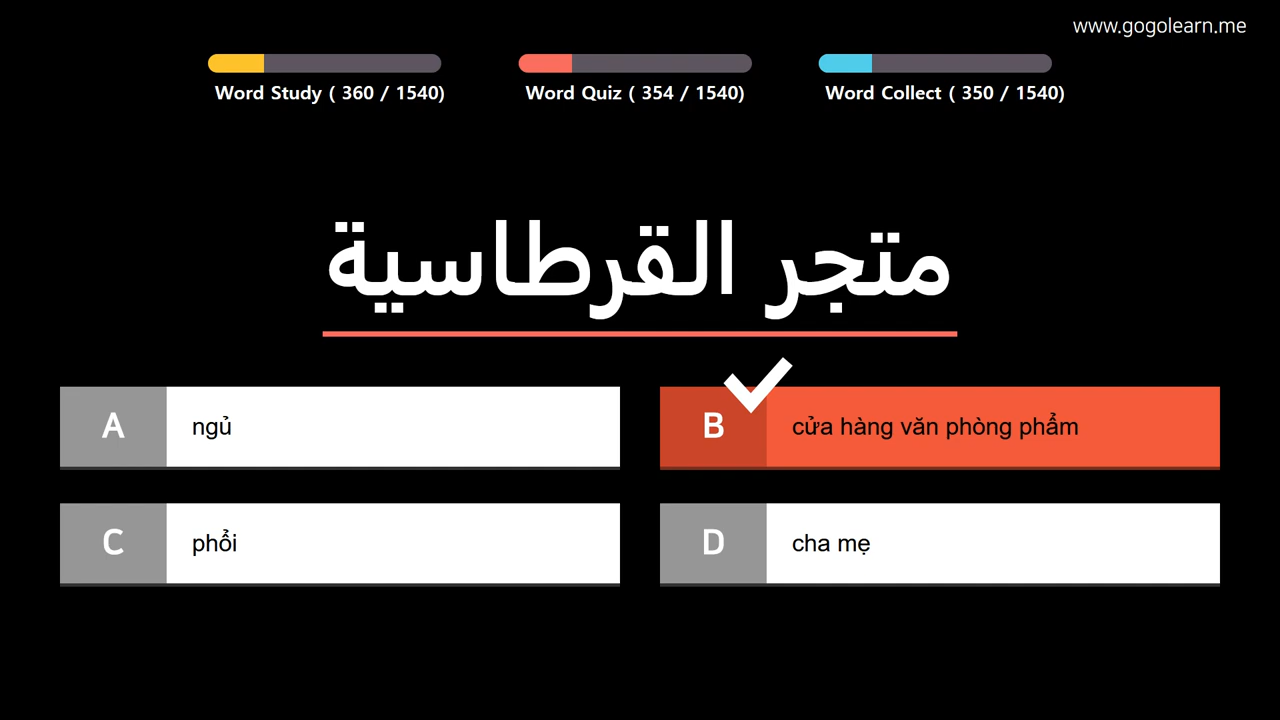 www.gogolearn.me
Word Study ( 360 / 1540)
Word Quiz ( 354 / 1540)
Word Collect ( 350 / 1540)
متجر القرطاسية
A
ngủ
B
cửa hàng văn phòng phẩm
C
phổi
D
cha mẹ